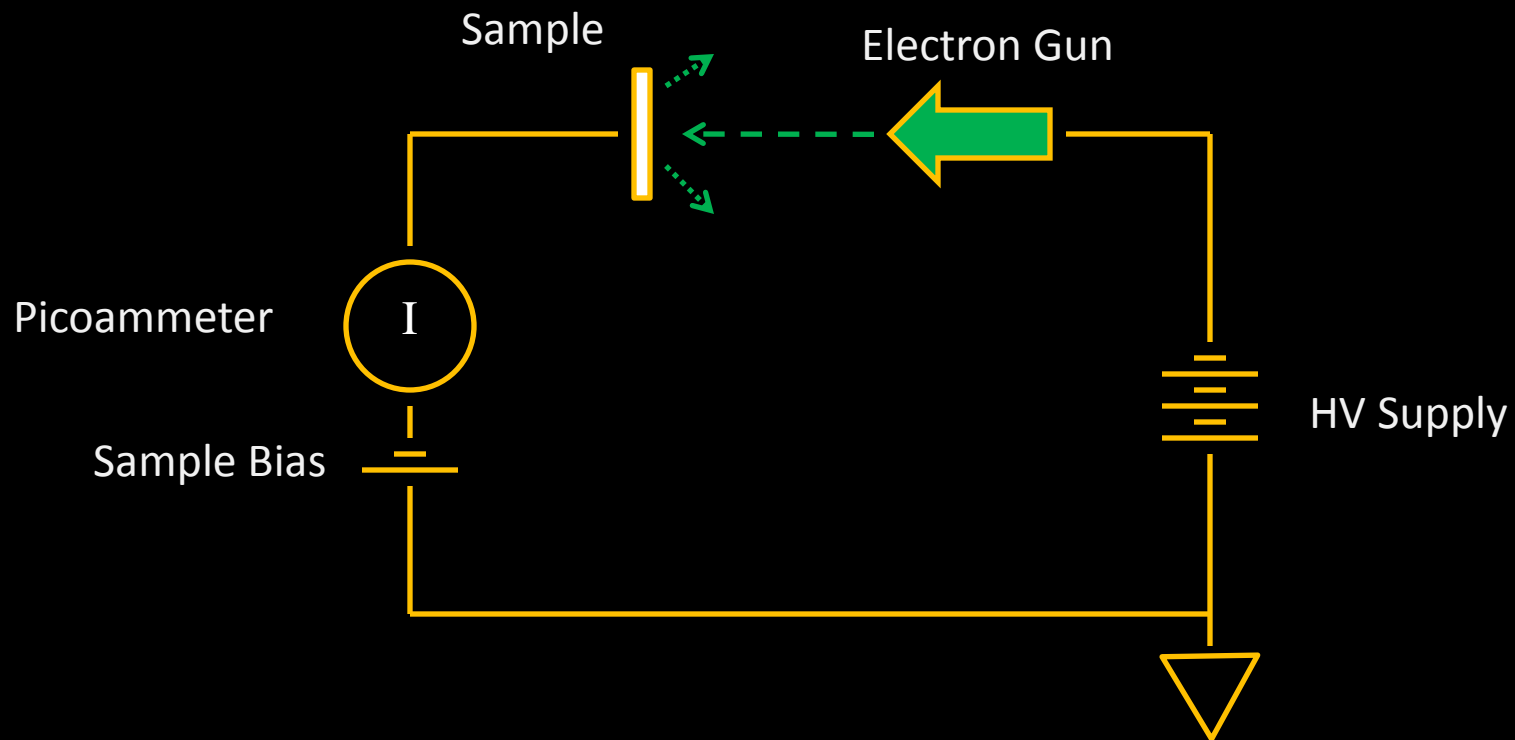 Sample
Electron Gun
Picoammeter
I
HV Supply
Sample Bias